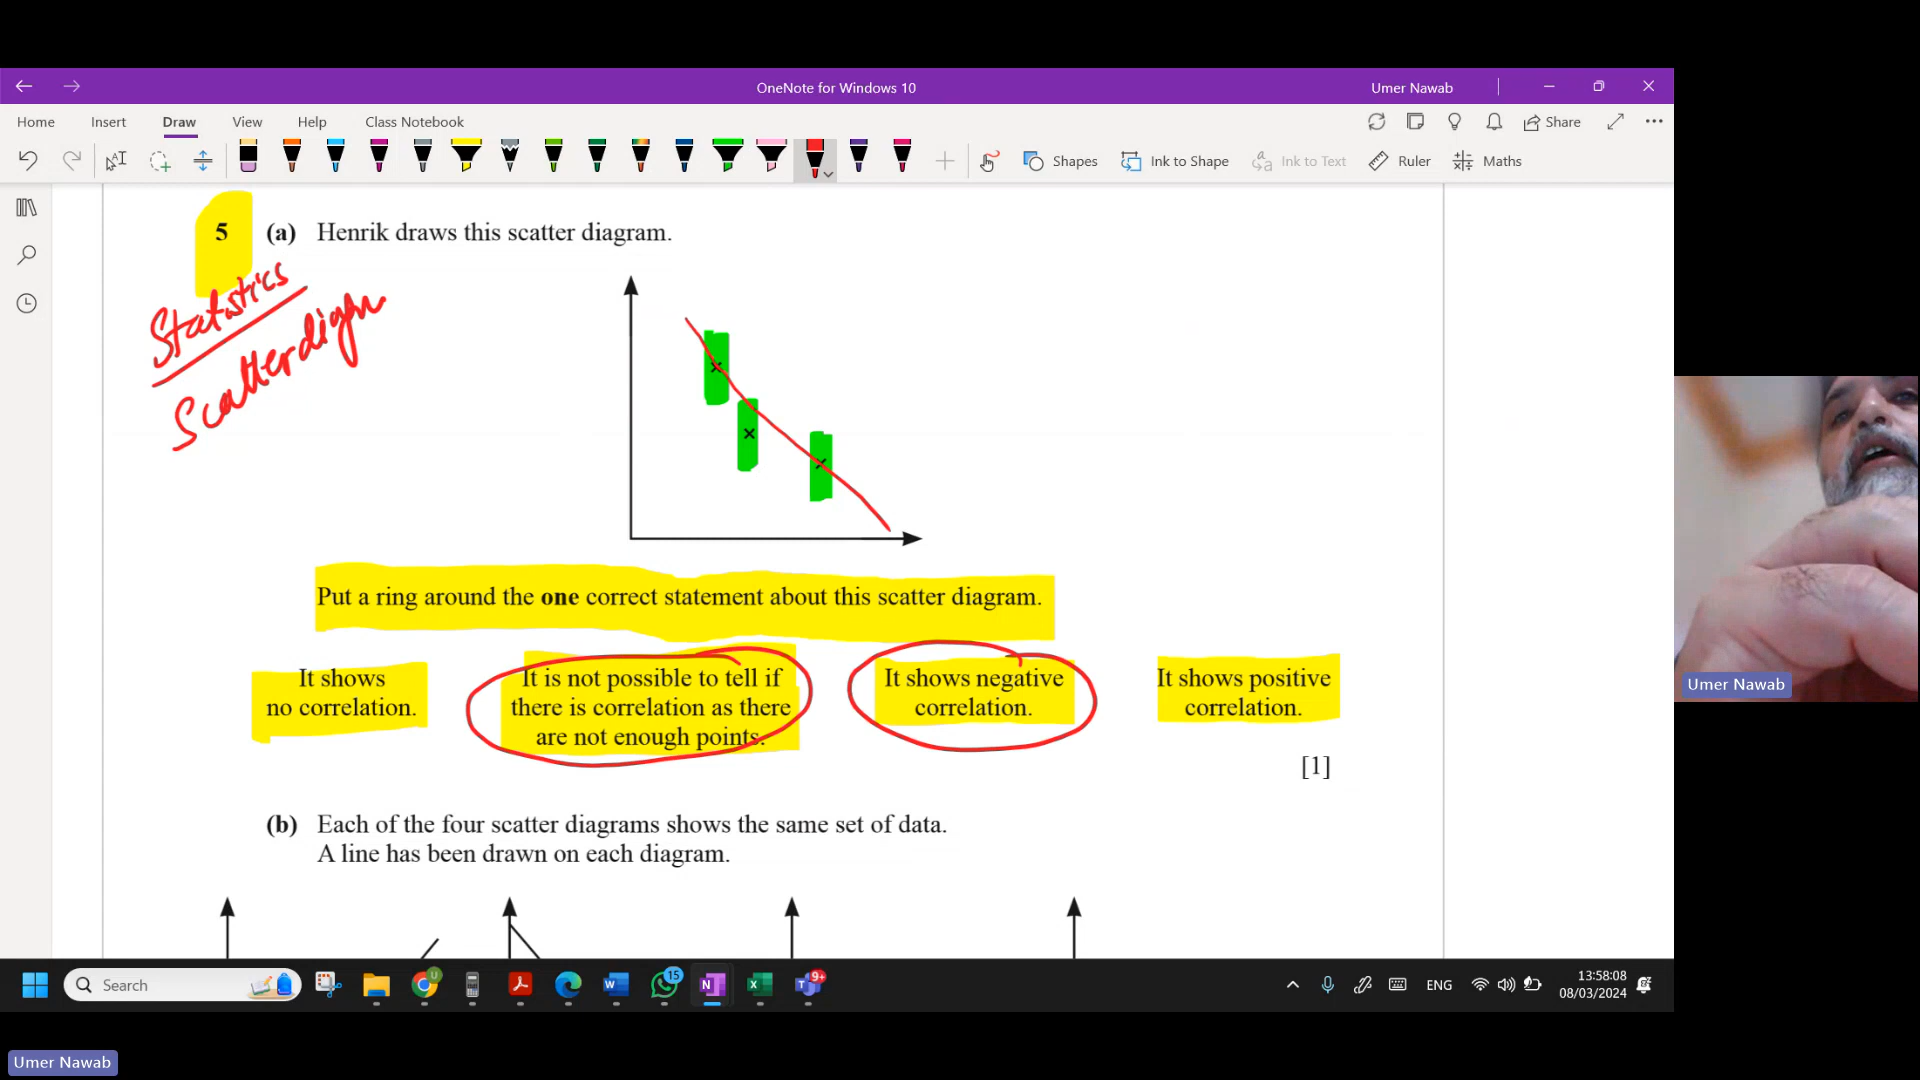 OneNote for Windows 10
Umer Nawab
Home Insert Draw View Help Class Notebook
Share
Shapes Ink to Shape Ink to Text Ruler Maths
5 (a) Henrik draws this scatter diagram.
Statistics
Scatter digm
Put a ring around the one correct statement about this scatter diagram.
It shows
no correlation.
It is not possible to tell if
there is correlation as there
are not enough points.
It shows negative
correlation.
It shows positive
correlation.
[1]
(b) Each of the four scatter diagrams shows the same set of data.
A line has been drawn on each diagram.
Umer Nawab
Search
U
15
9+
ENG
13:58:08
08/03/2024
Umer Nawab